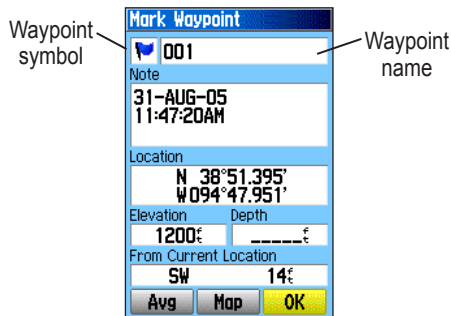 Mark Waypoint
Waypoint symbol
001
Waypoint name
Note
31-AUG-05
11:47:20AM
Location
N 38°51.395'
W094°47.951'
Elevation Depth
1200ft _____ft
From Current Location
SW 14ft
Avg Map OK